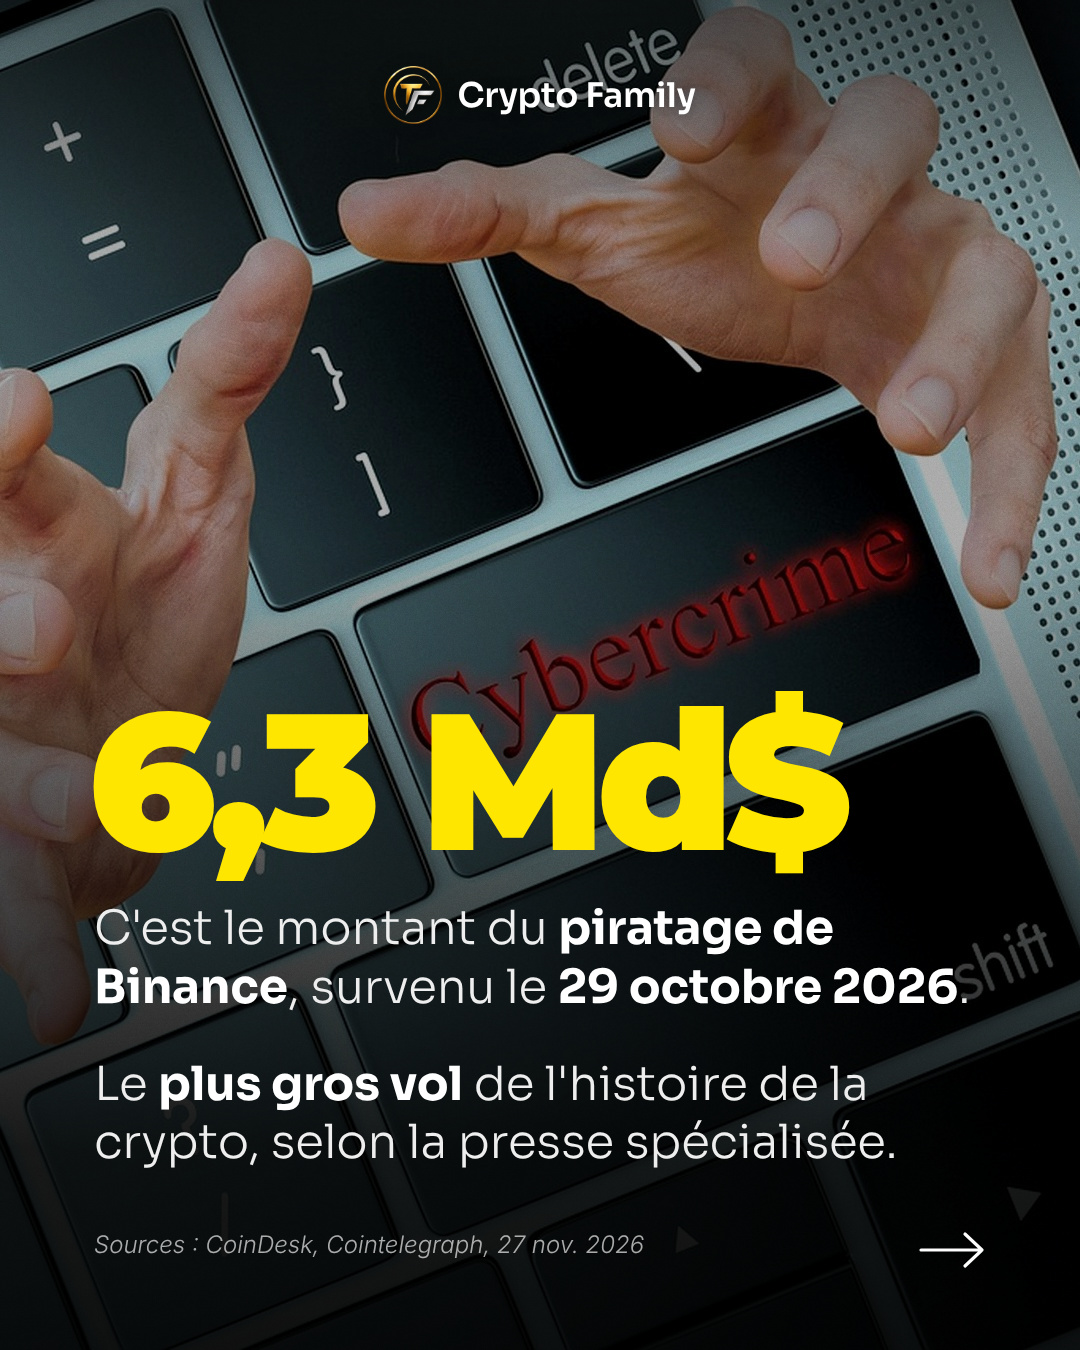 delete
Crypto Family
+
=
}
]
\
Cybercrime
"
6,3 Md$
C'est le montant du piratage de
Binance, survenu le 29 octobre 2026.
shift
Le plus gros vol de l'histoire de la
crypto, selon la presse spécialisée.
Sources : CoinDesk, Cointelegraph, 27 nov. 2026